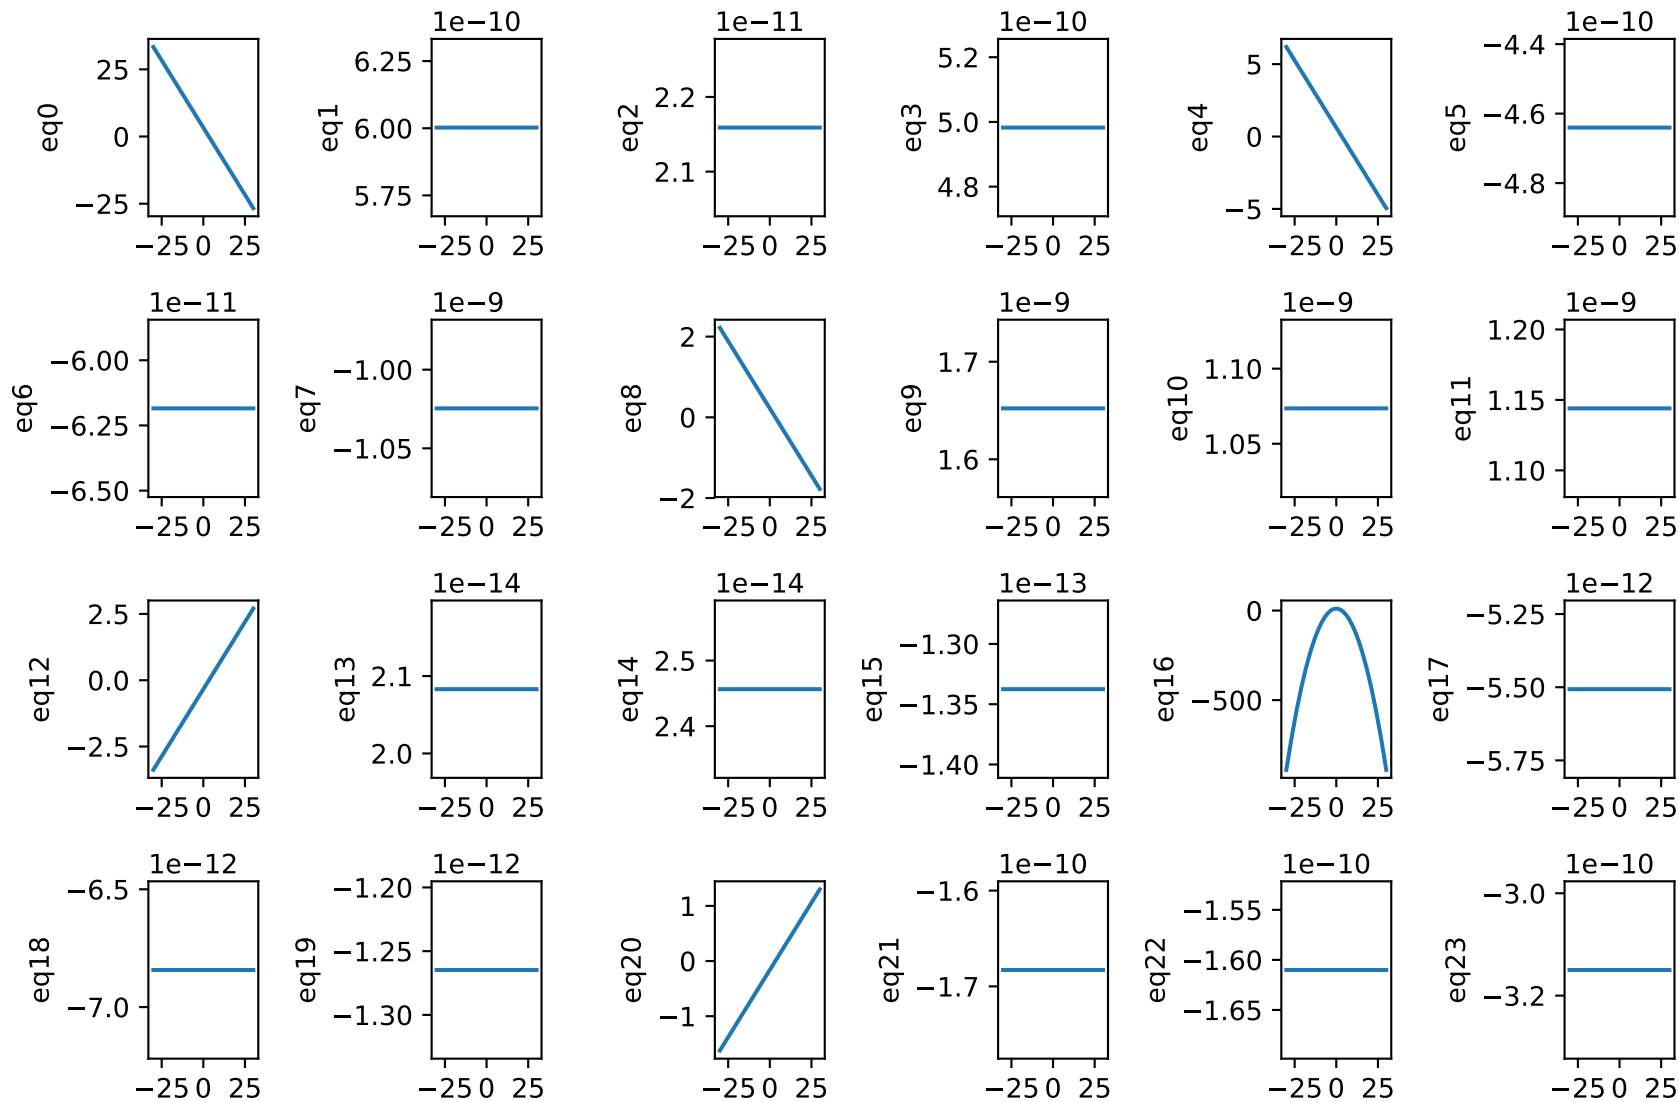 1e−10 1e−11 1e−10 1e−10
eq0 25 0 −25 −25 0 25
eq1 6.25 6.00 5.75 −25 0 25
eq2 2.2 2.1 −25 0 25
eq3 5.2 5.0 4.8 −25 0 25
eq4 5 0 −5 −25 0 25
eq5 −4.4 −4.6 −4.8 −25 0 25
1e−11 1e−9 1e−9 1e−9 1e−9
eq6 −6.00 −6.25 −6.50 −25 0 25
eq7 −1.00 −1.05 −25 0 25
eq8 2 0 −2 −25 0 25
eq9 1.7 1.6 −25 0 25
eq10 1.10 1.05 −25 0 25
eq11 1.20 1.15 1.10 −25 0 25
1e−14 1e−14 1e−13 1e−12
eq12 2.5 0.0 −2.5 −25 0 25
eq13 2.1 2.0 −25 0 25
eq14 2.5 2.4 −25 0 25
eq15 −1.30 −1.35 −1.40 −25 0 25
eq16 0 −500 −25 0 25
eq17 −5.25 −5.50 −5.75 −25 0 25
1e−12 1e−12 1e−10 1e−10 1e−10
eq18 −6.5 −7.0 −25 0 25
eq19 −1.20 −1.25 −1.30 −25 0 25
eq20 1 0 −1 −25 0 25
eq21 −1.6 −1.7 −25 0 25
eq22 −1.55 −1.60 −1.65 −25 0 25
eq23 −3.0 −3.2 −25 0 25